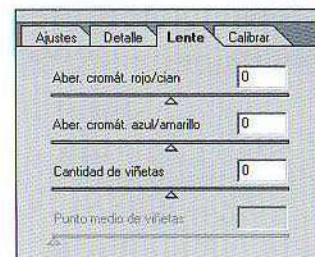 Ajustes Detalle Lente Calibrar
Aber. cromát. rojo/cian 0
Aber. cromát. azul/amarillo 0
Cantidad de viñetas 0
Punto medio de viñetas